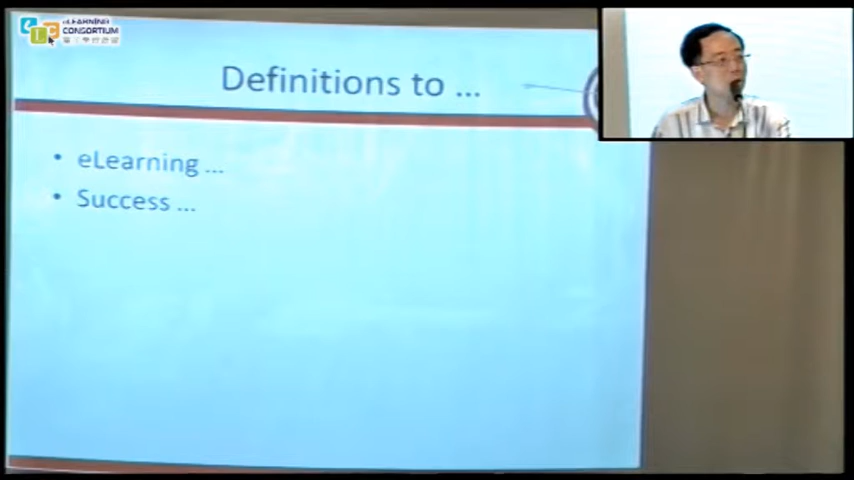 eLEARNING
CONSORTIUM
Definitions to ...
• eLearning ...
• Success ...